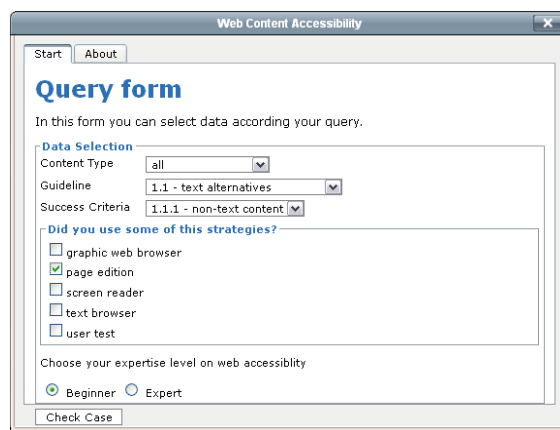 Web Content Accessibility
Start About
Query form
In this form you can select data according your query.
Data Selection
Content Type all
Guideline 1.1 - text alternatives
Success Criteria 1.1.1 - non-text content
Did you use some of this strategies?
graphic web browser
page edition
screen reader
text browser
user test
Choose your expertise level on web accessiblity
Beginner Expert
Check Case